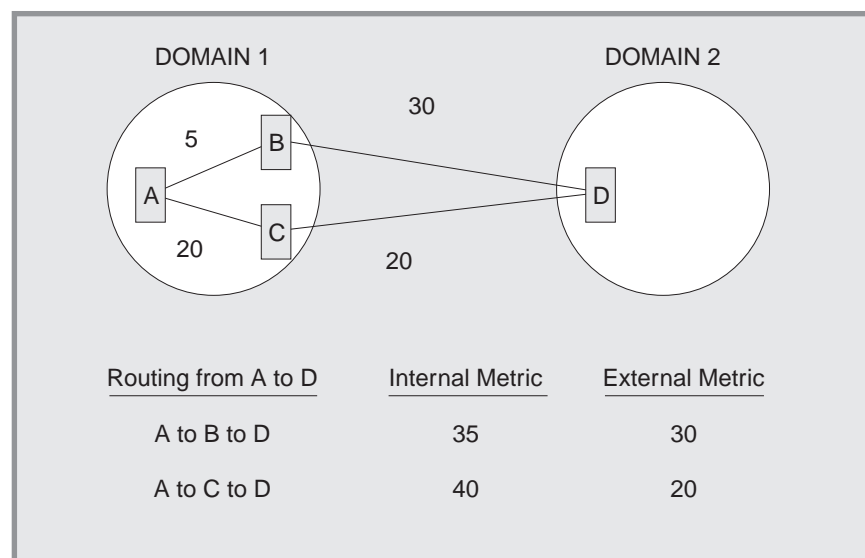 DOMAIN 1 DOMAIN 2
30
5
B
A
D
C
20
20
Routing from A to D Internal Metric External Metric
A to B to D 35 30
A to C to D 40 20